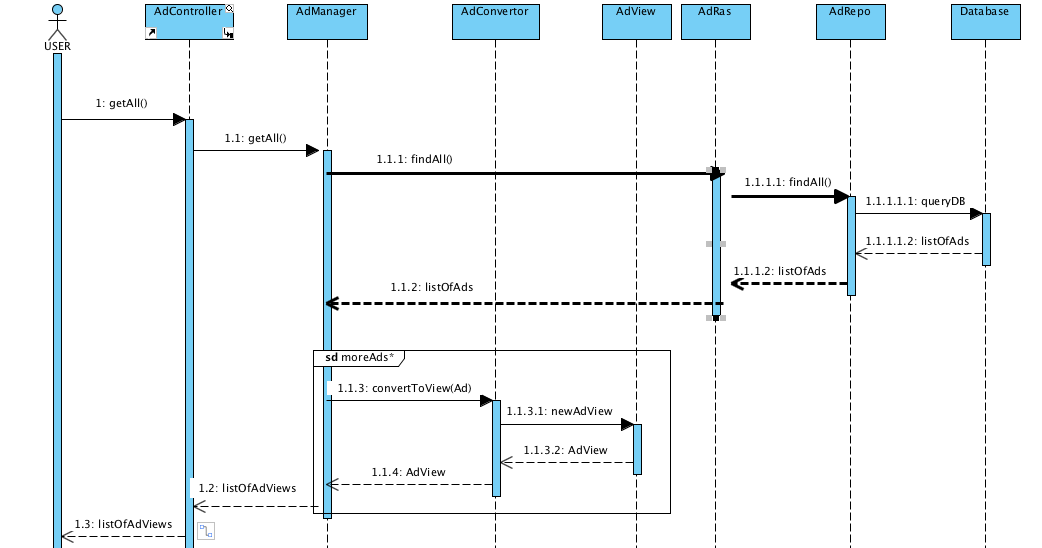 AdController
AdManager
AdConvertor
AdView
AdRas
AdRepo
Database
USER
1: getAll()
1.1: getAll()
1.1.1: findAll()
1.1.1.1: findAll()
1.1.1.1.1: queryDB
1.1.1.1.2: listOfAds
1.1.1.2: listOfAds
1.1.2: listOfAds
sd moreAds*
1.1.3: convertToView(Ad)
1.1.3.1: newAdView
1.1.3.2: AdView
1.1.4: AdView
1.2: listOfAdViews
1.3: listOfAdViews